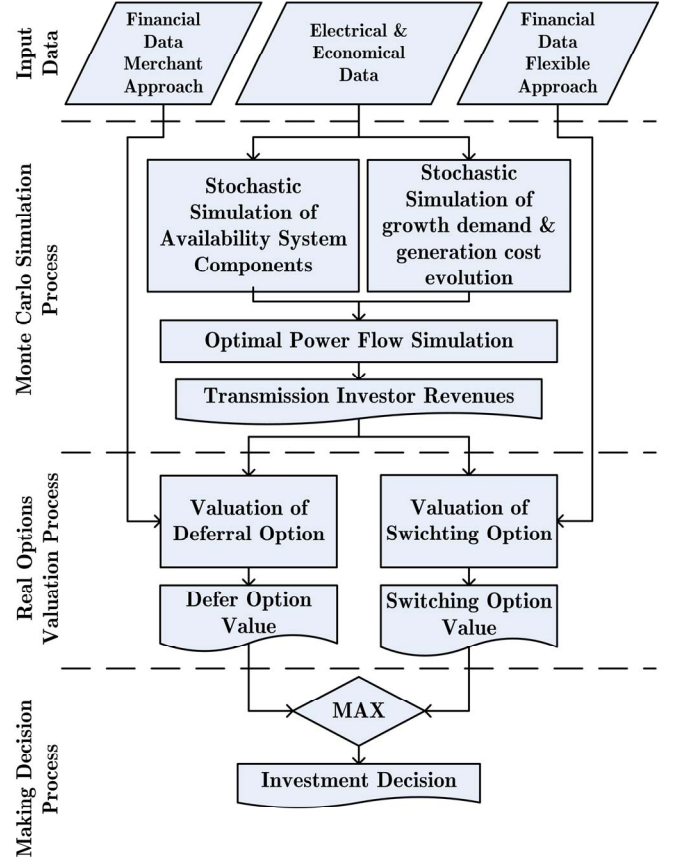 Input
Data
Financial
Data
Merchant
Approach
Electrical &
Economical
Data
Financial
Data
Flexible
Approach
Monte Carlo Simulation
Process
Stochastic
Simulation of
Availability System
Components
Stochastic
Simulation of
growth demand &
generation cost
evolution
Optimal Power Flow Simulation
Transmission Investor Revenues
Real Options
Valuation Process
Valuation of
Deferral Option
Valuation of
Swichting Option
Defer Option
Value
Switching Option
Value
Making Decision
Process
MAX
Investment Decision